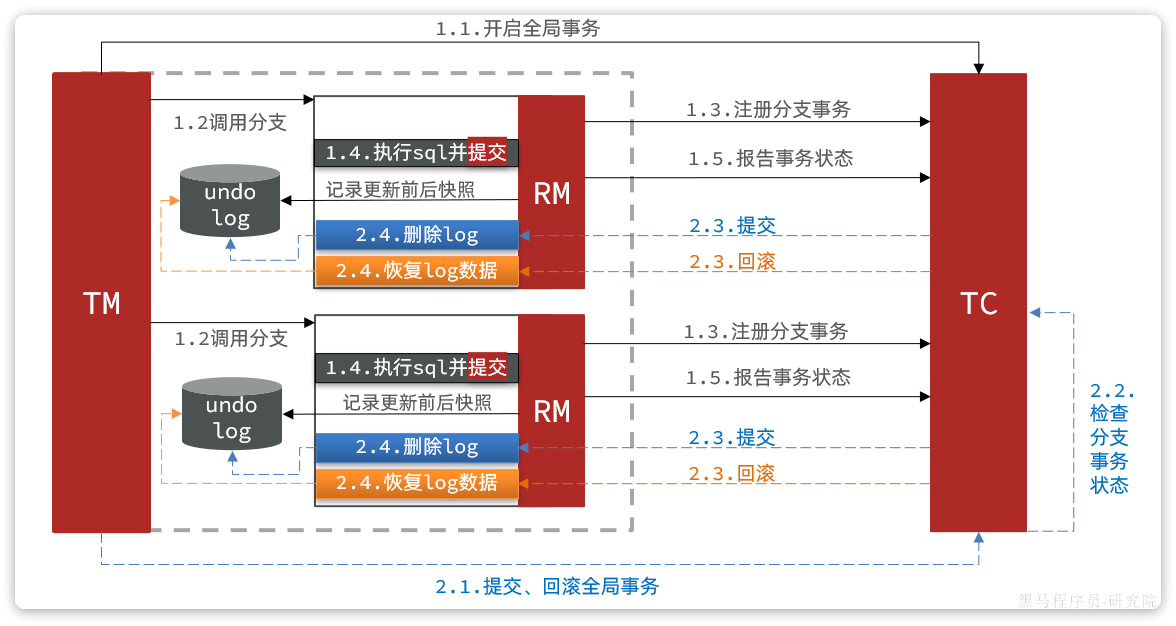 1.1.开启全局事务
1.2调用分支
1.3.注册分支事务
1.4.执行sql并提交
1.5.报告事务状态
undo
log
记录更新前后快照
RM
2.4.删除log
2.3.提交
2.4.恢复log数据
2.3.回滚
TM
TC
1.2调用分支
1.3.注册分支事务
1.4.执行sql并提交
1.5.报告事务状态
undo
log
记录更新前后快照
RM
2.4.删除log
2.3.提交
2.4.恢复log数据
2.3.回滚
2.2.
检查
分支
事务
状态
2.1.提交、回滚全局事务
黑马程序员-研究院